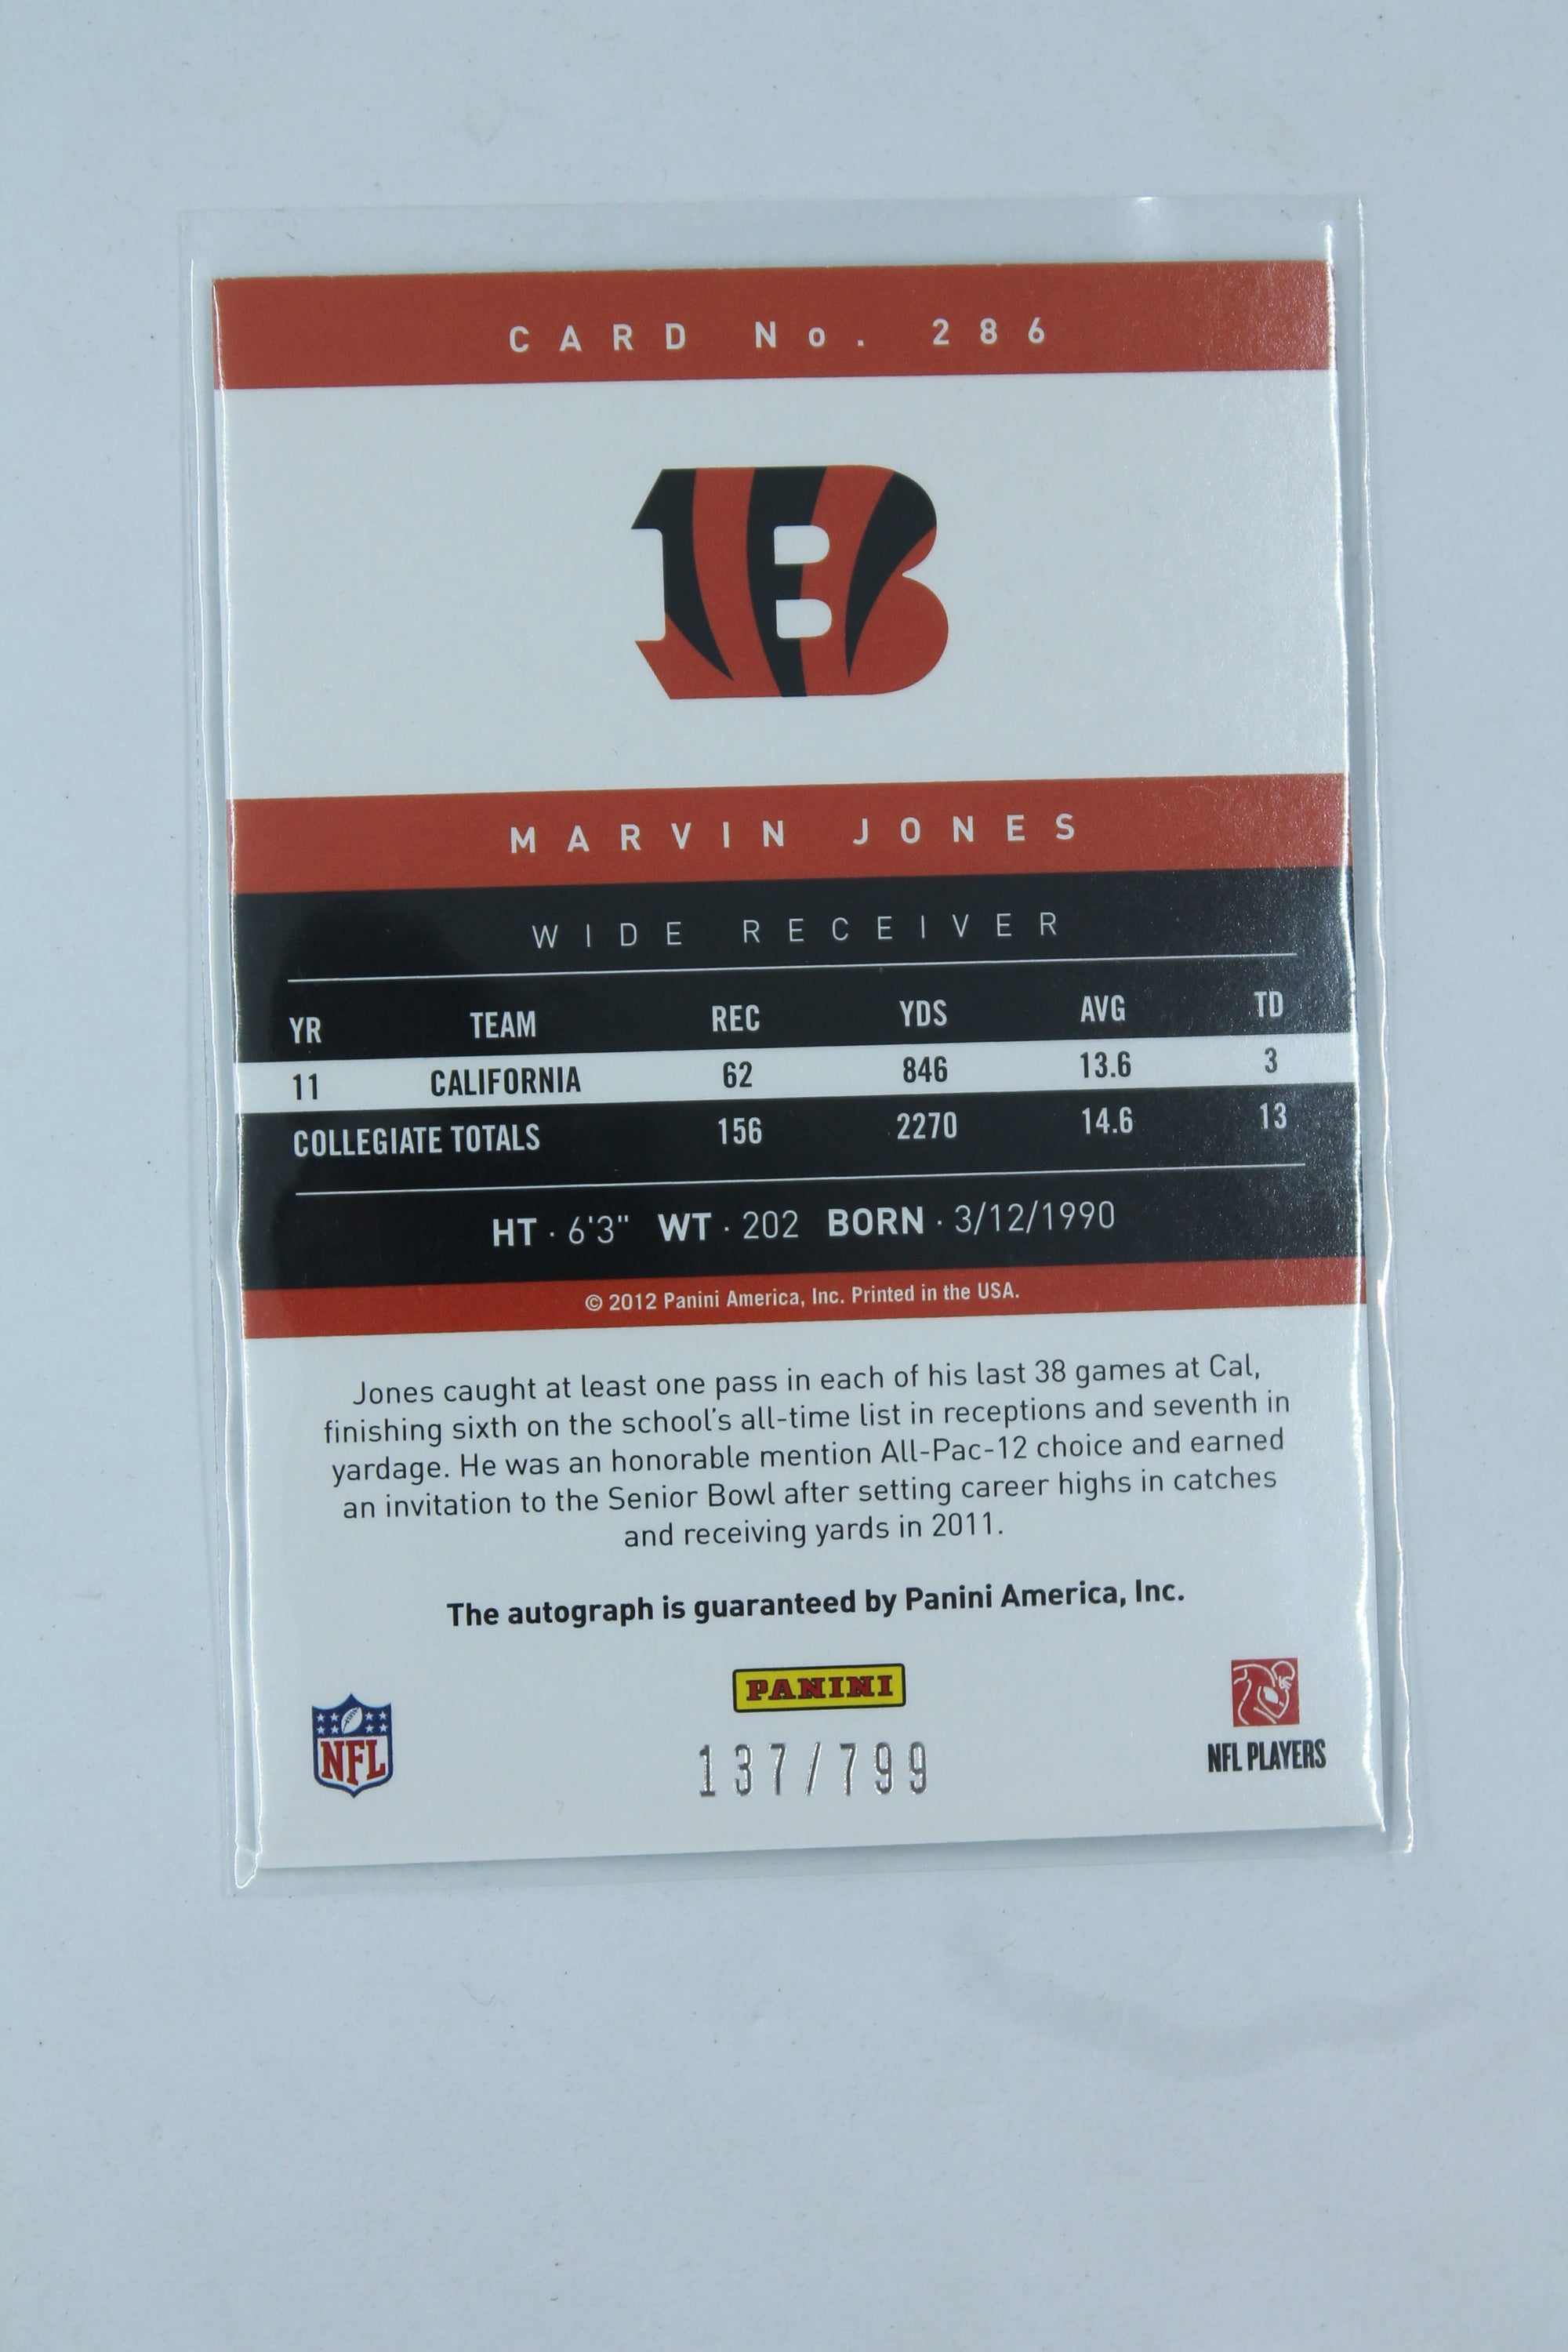 CARD No. 286
MARVIN JONES
WIDE RECEIVER
YR TEAM REC YDS AVG TD
11 CALIFORNIA 62 846 13.6 3
COLLEGIATE TOTALS 156 2270 14.6 13
HT · 6'3" WT · 202 BORN · 3/12/1990
© 2012 Panini America, Inc. Printed in the USA.
Jones caught at least one pass in each of his last 38 games at Cal,
finishing sixth on the school's all-time list in receptions and seventh in
yardage. He was an honorable mention All-Pac-12 choice and earned
an invitation to the Senior Bowl after setting career highs in catches
and receiving yards in 2011.
The autograph is guaranteed by Panini America, Inc.
PANINI
NFL
137/799
NFL PLAYERS